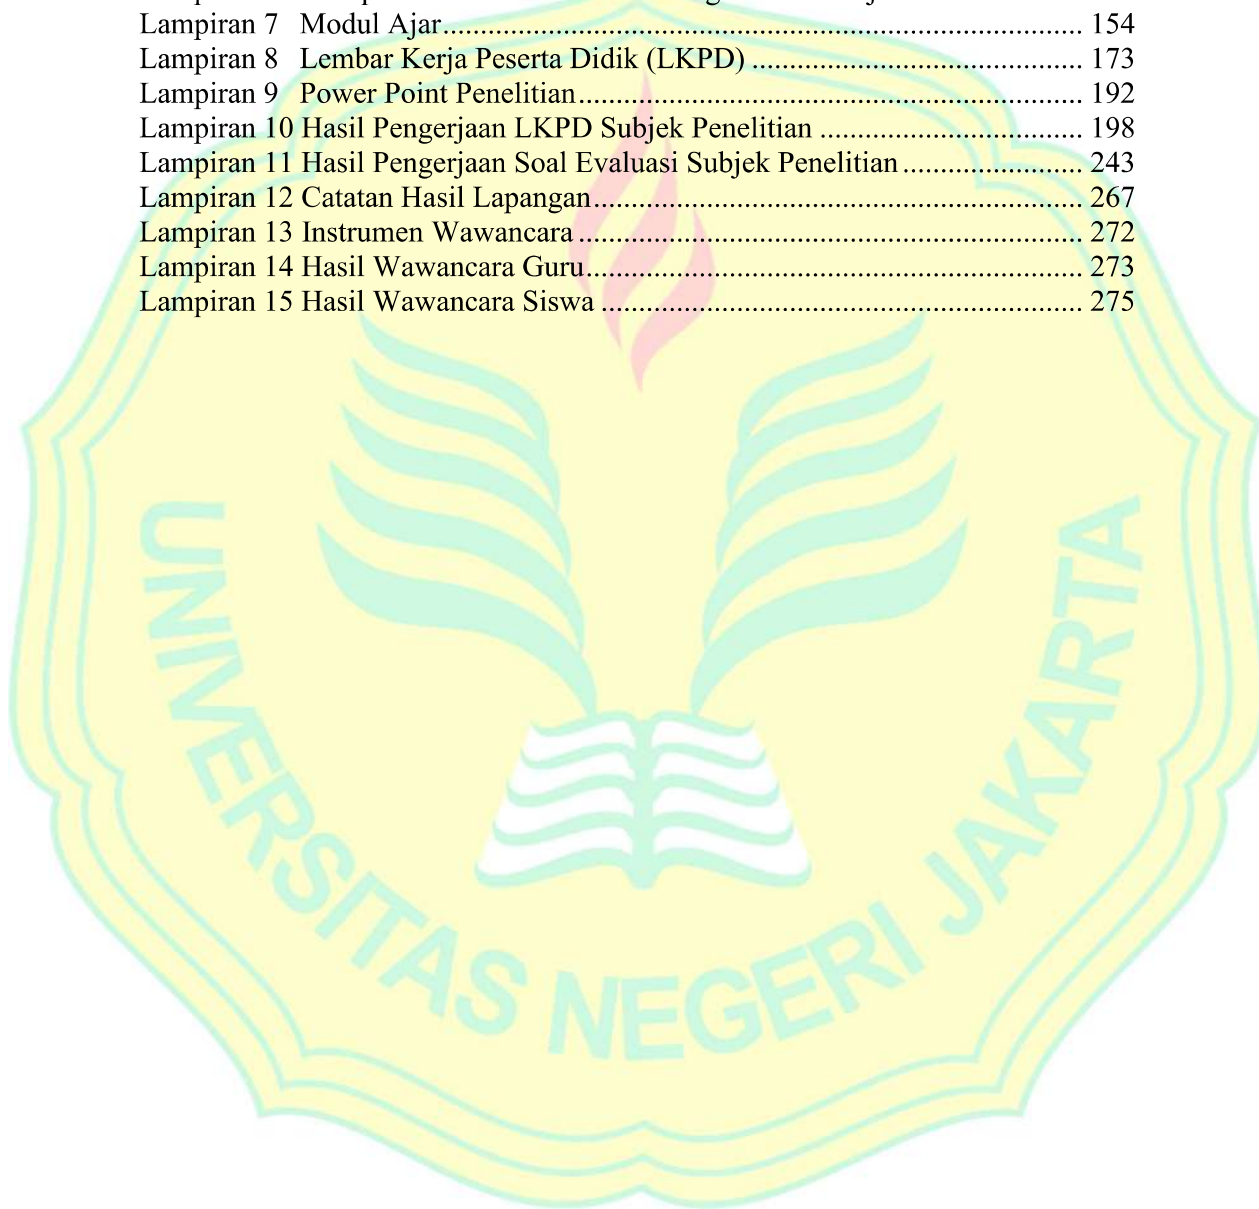 Lampiran 7 Modul Ajar........................................................................................ 154
Lampiran 8 Lembar Kerja Peserta Didik (LKPD) ............................................ 173
Lampiran 9 Power Point Penelitian................................................................... 192
Lampiran 10 Hasil Pengerjaan LKPD Subjek Penelitian ................................... 198
Lampiran 11 Hasil Pengerjaan Soal Evaluasi Subjek Penelitian ........................ 243
Lampiran 12 Catatan Hasil Lapangan................................................................. 267
Lampiran 13 Instrumen Wawancara ................................................................... 272
Lampiran 14 Hasil Wawancara Guru.................................................................. 273
Lampiran 15 Hasil Wawancara Siswa ................................................................ 275
UNIVERSITAS NEGERI JAKARTA